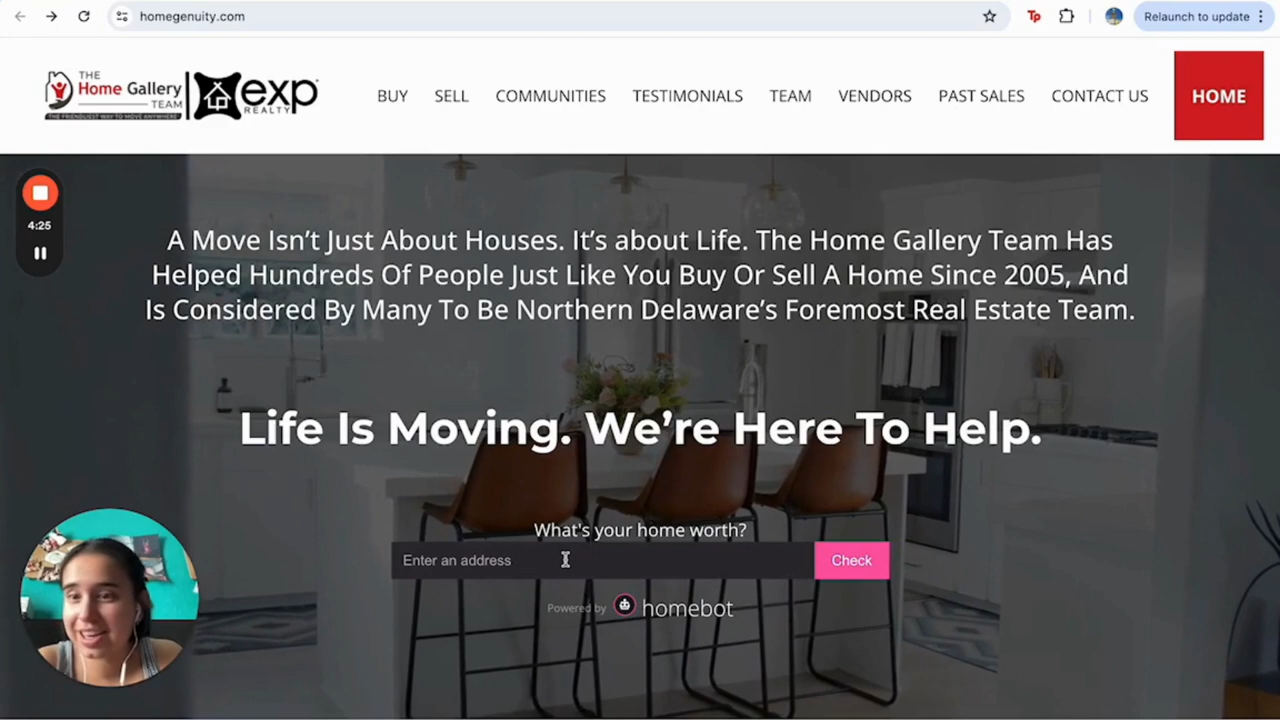 homegenuity.com
Relaunch to update
THE
Home Gallery
TEAM
THE FRIENDLIEST WAY TO MOVE ANYWHERE
exp
REALTY
BUY
SELL
COMMUNITIES
TESTIMONIALS
TEAM
VENDORS
PAST SALES
CONTACT US
HOME
4:25
A Move Isn’t Just About Houses. It’s about Life. The Home Gallery Team Has
Helped Hundreds Of People Just Like You Buy Or Sell A Home Since 2005, And
Is Considered By Many To Be Northern Delaware’s Foremost Real Estate Team.
Life Is Moving. We’re Here To Help.
What's your home worth?
Enter an address
Check
Powered by homebot